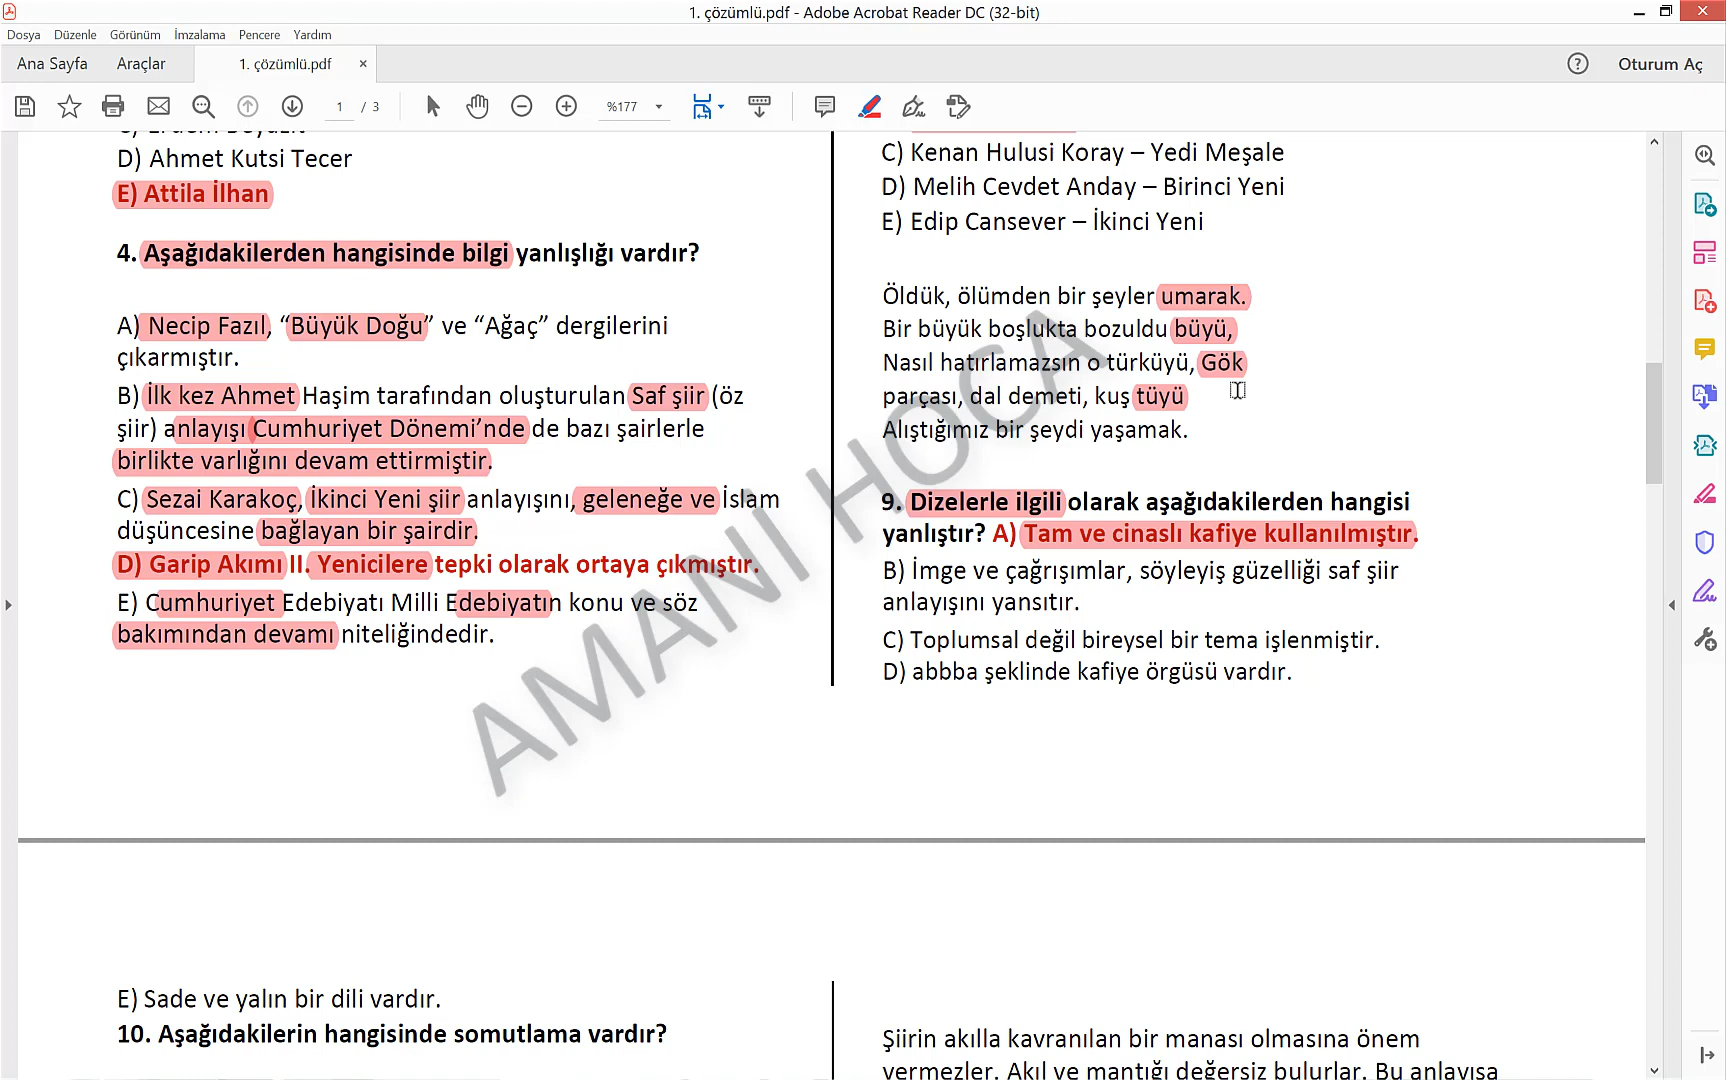 1. çözümlü.pdf - Adobe Acrobat Reader DC (32-bit)
Dosya Düzenle Görünüm İmzalama Pencere Yardım
Ana Sayfa Araçlar 1. çözümlü.pdf × Oturum Aç
1 / 3 %177
D) Ahmet Kutsi Tecer
E) Attila İlhan
4. Aşağıdakilerden hangisinde bilgi yanlışlığı vardır?
A) Necip Fazıl, “Büyük Doğu” ve “Ağaç” dergilerini
çıkarmıştır.
B) İlk kez Ahmet Haşim tarafından oluşturulan Saf şiir (öz
şiir) anlayışı Cumhuriyet Dönemi’nde de bazı şairlerle
birlikte varlığını devam ettirmiştir.
C) Sezai Karakoç, İkinci Yeni şiir anlayışını, geleneğe ve İslam
düşüncesine bağlayan bir şairdir.
D) Garip Akımı II. Yenicilere tepki olarak ortaya çıkmıştır.
E) Cumhuriyet Edebiyatı Milli Edebiyatın konu ve söz
bakımından devamı niteliğindedir.
C) Kenan Hulusi Koray – Yedi Meşale
D) Melih Cevdet Anday – Birinci Yeni
E) Edip Cansever – İkinci Yeni
Öldük, ölümden bir şeyler umarak.
Bir büyük boşlukta bozuldu büyü,
Nasıl hatırlamazsın o türküyü, Gök
parçası, dal demeti, kuş tüyü
Alıştığımız bir şeydi yaşamak.
9. Dizelerle ilgili olarak aşağıdakilerden hangisi
yanlıştır? A) Tam ve cinaslı kafiye kullanılmıştır.
B) İmge ve çağrışımlar, söyleyiş güzelliği saf şiir
anlayışını yansıtır.
C) Toplumsal değil bireysel bir tema işlenmiştir.
D) abbba şeklinde kafiye örgüsü vardır.
AMANI HOCA
E) Sade ve yalın bir dili vardır.
10. Aşağıdakilerin hangisinde somutlama vardır?
Şiirin akılla kavranılan bir manası olmasına önem
vermezler. Akıl ve mantığı değersiz bulurlar. Bu anlayışa